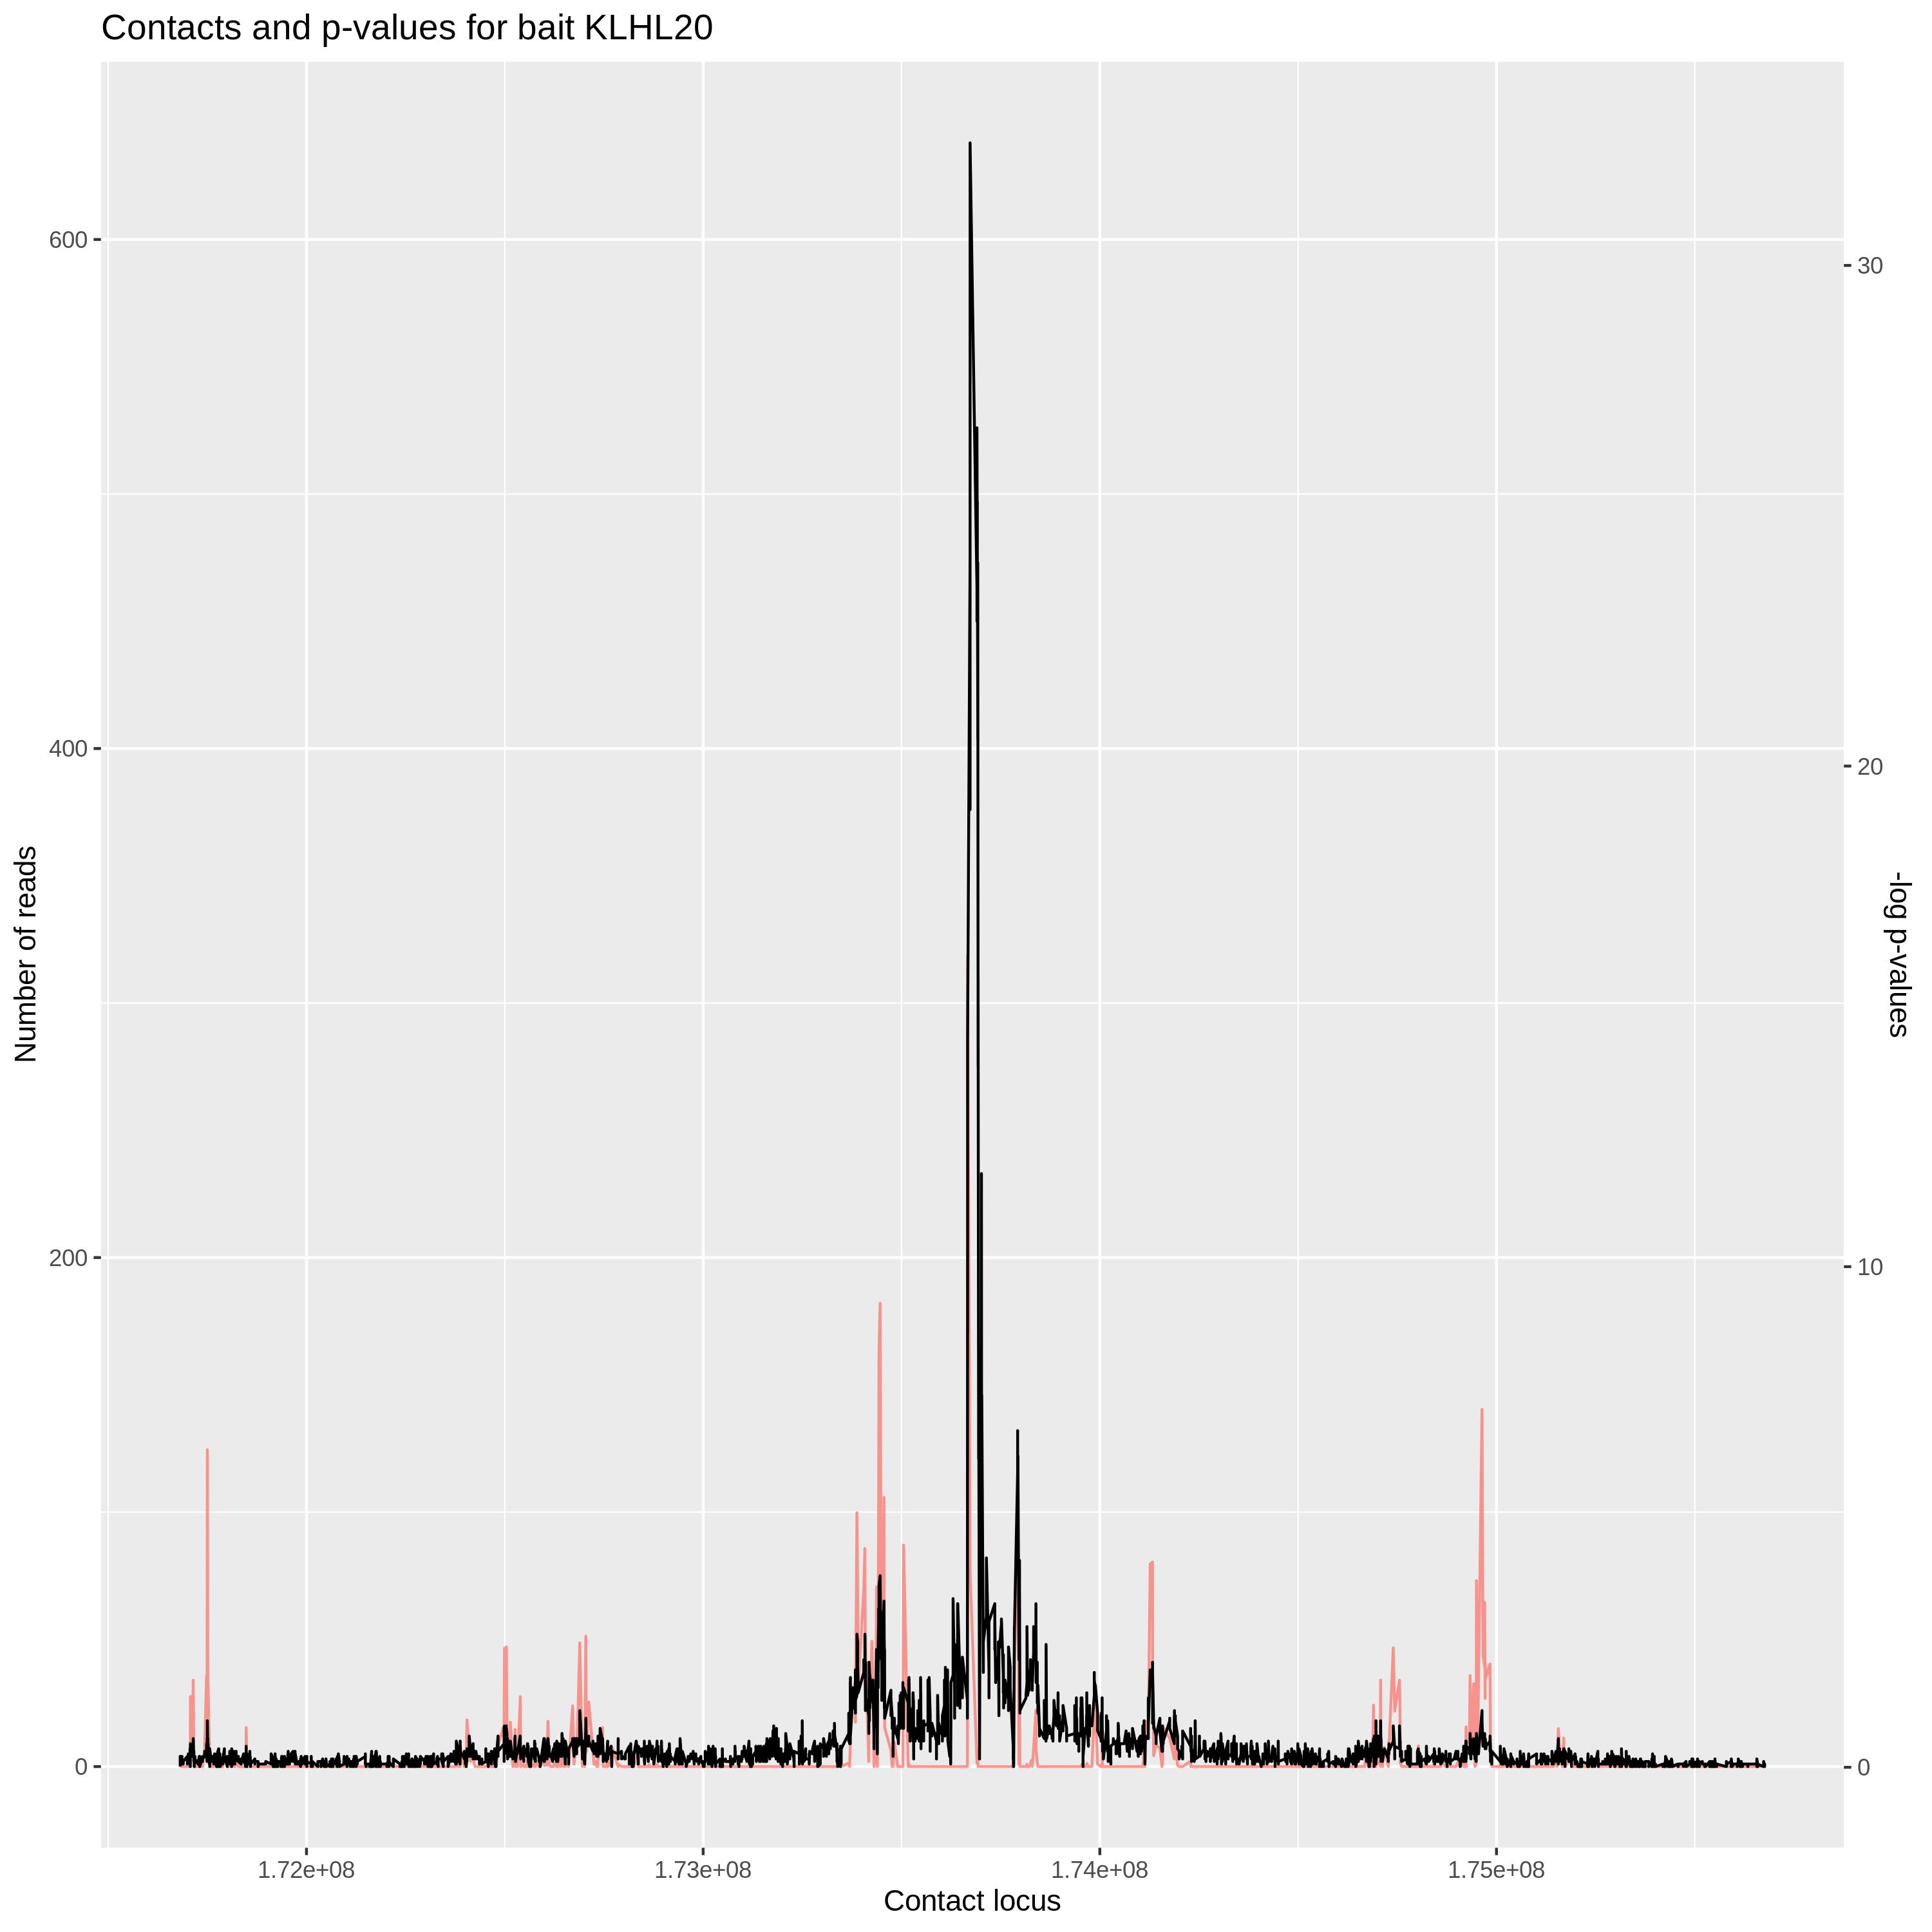 Contacts and p-values for bait KLHL20
600
400
200
0
Number of reads
30
20
10
0
-log p-values
1.72e+08 1.73e+08 1.74e+08 1.75e+08
Contact locus